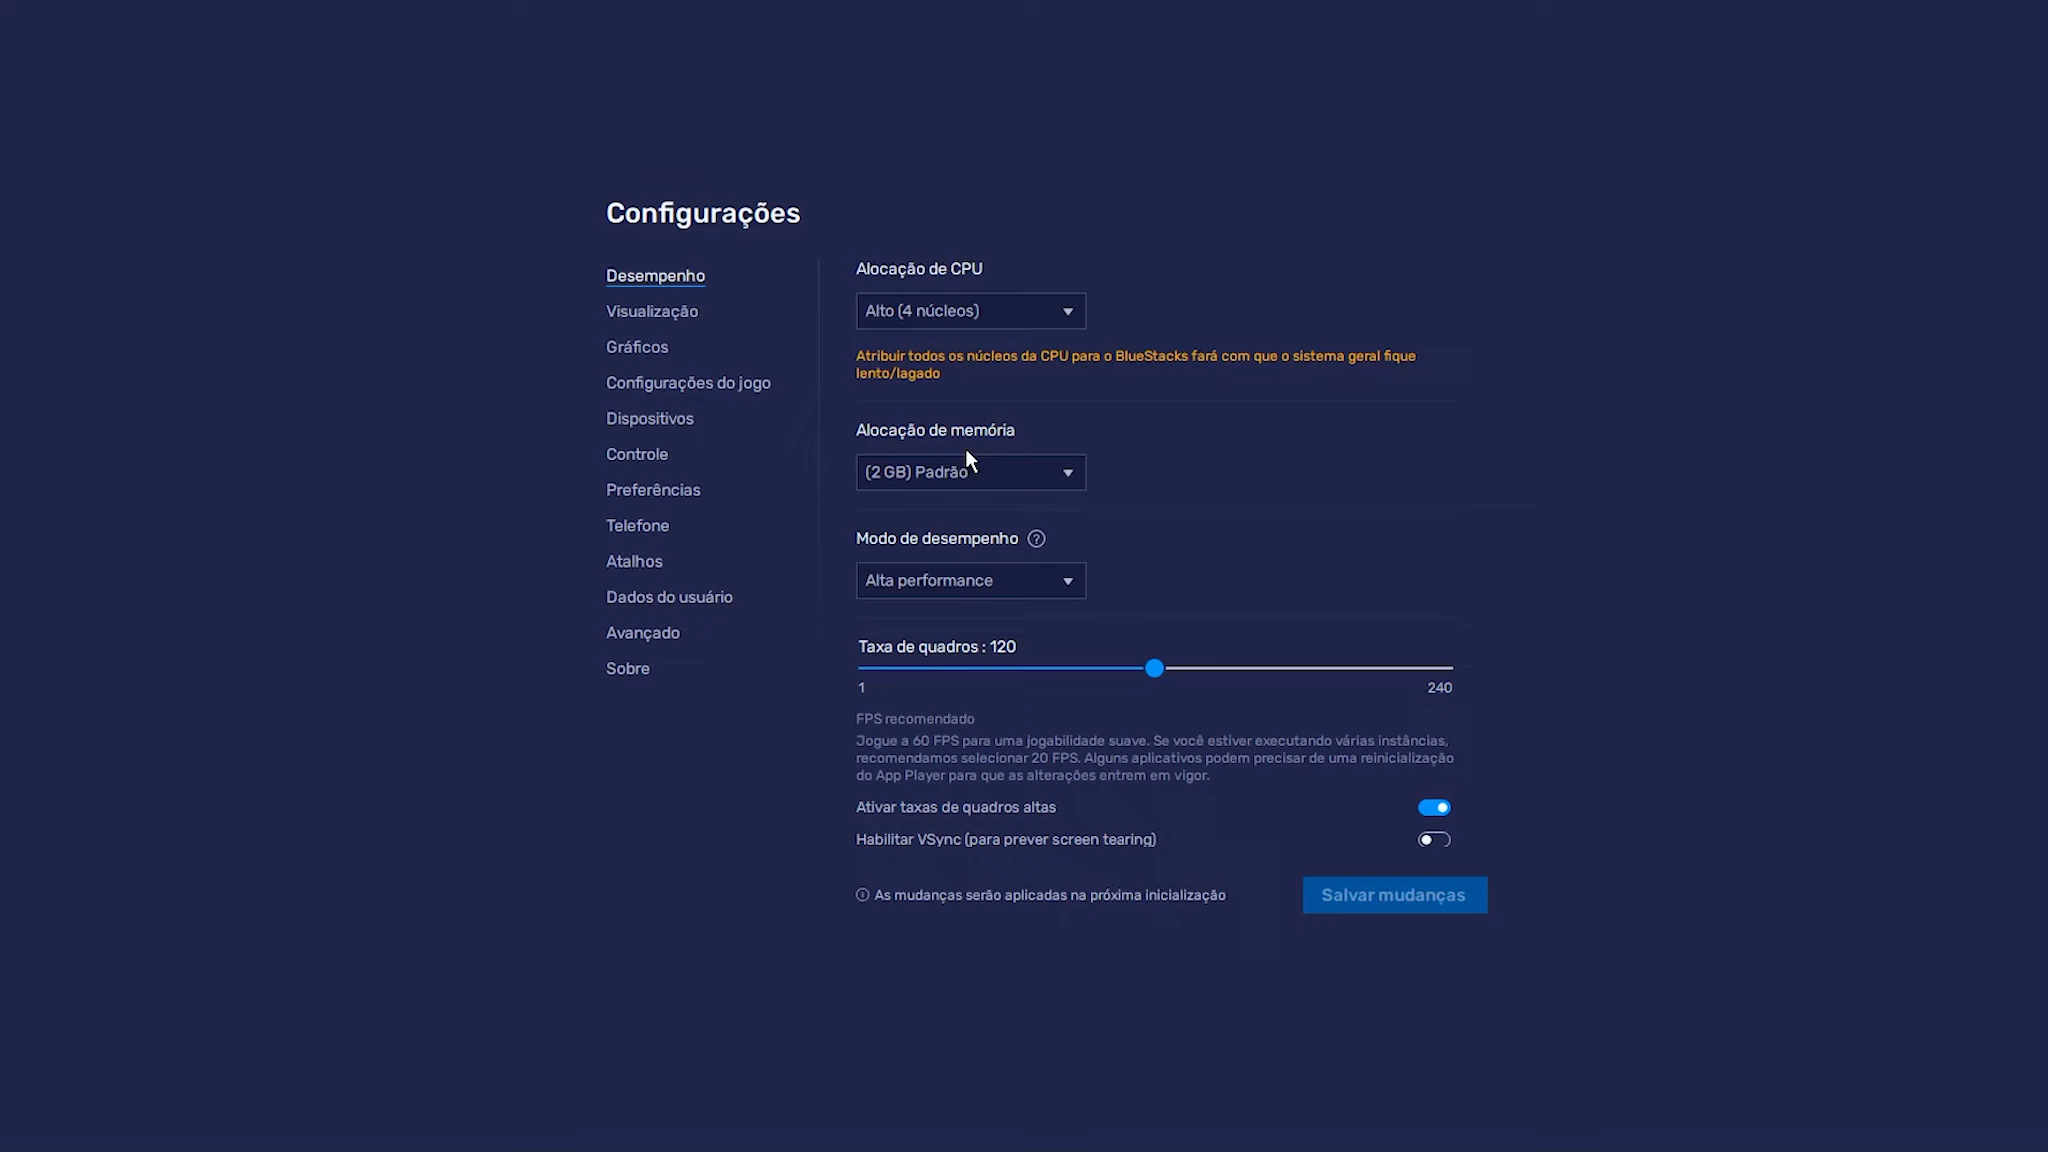 Configurações
Desempenho
Visualização
Gráficos
Configurações do jogo
Dispositivos
Controle
Preferências
Telefone
Atalhos
Dados do usuário
Avançado
Sobre
Alocação de CPU
Alto (4 núcleos)
Atribuir todos os núcleos da CPU para o BlueStacks fará com que o sistema geral fique
lento/lagado
Alocação de memória
(2 GB) Padrão
Modo de desempenho
Alta performance
Taxa de quadros : 120
1
240
FPS recomendado
Jogue a 60 FPS para uma jogabilidade suave. Se você estiver executando várias instâncias,
recomendamos selecionar 20 FPS. Alguns aplicativos podem precisar de uma reinicialização
do App Player para que as alterações entrem em vigor.
Ativar taxas de quadros altas
Habilitar VSync (para prever screen tearing)
As mudanças serão aplicadas na próxima inicialização
Salvar mudanças